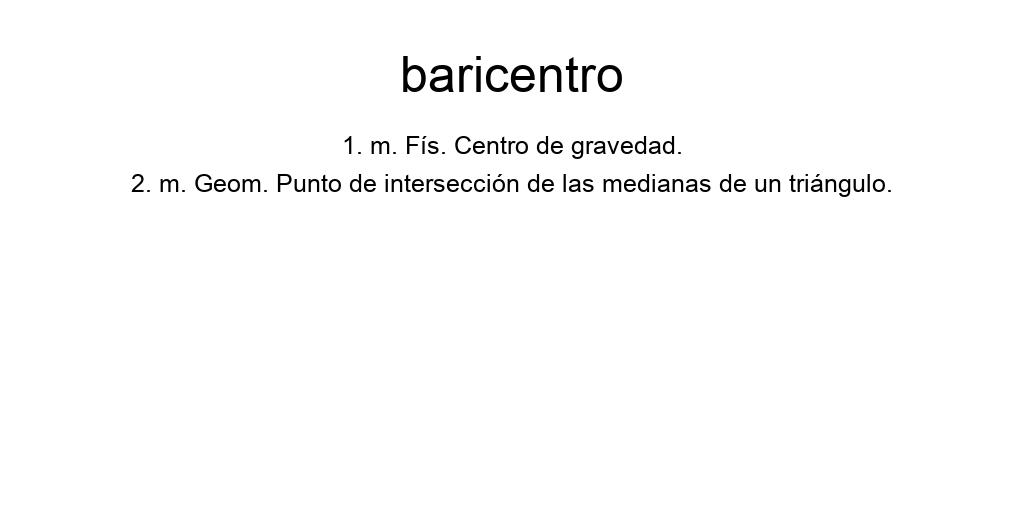 baricentro
1. m. Fís. Centro de gravedad.
2. m. Geom. Punto de intersección de las medianas de un triángulo.